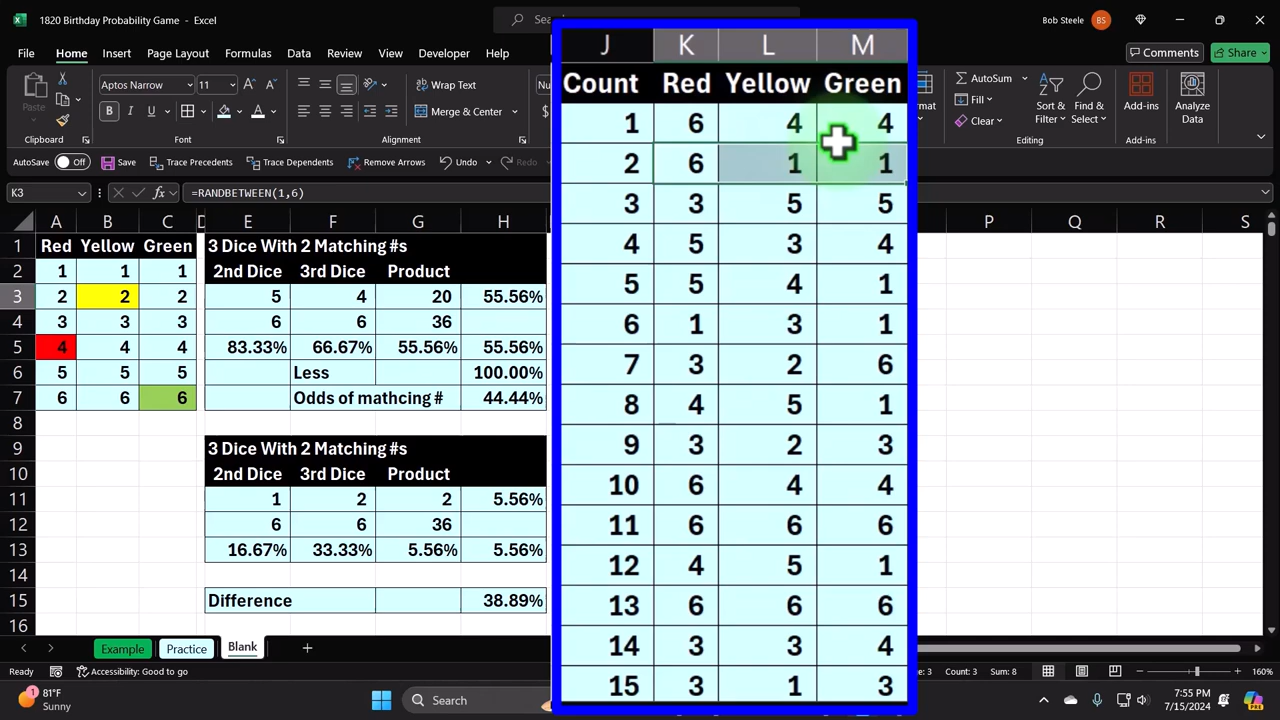 1820 Birthday Probability Game - Excel
Sea
Bob Steele BS
File Home Insert Page Layout Formulas Data Review View Developer Help
Comments Share
Paste
Clipboard
Aptos Narrow 11
B I
Font
Wrap Text
Merge & Center
Alignment
AutoSum
Fill
Clear
Sort & Filter
Editing
Add-ins
Add-ins
Analyze Data
AutoSave Off Trace Precedents Trace Dependents Remove Arrows Undo Redo
K3 fx =RANDBETWEEN(1,6)
A B C D E F G H P Q R S
1 Red Yellow Green 3 Dice With 2 Matching #s
2 1 1 1 2nd Dice 3rd Dice Product
3 2 2 2 5 4 20 55.56%
4 3 3 3 6 6 36
5 4 4 4 83.33% 66.67% 55.56% 55.56%
6 5 5 5 Less 100.00%
7 6 6 6 Odds of mathcing # 44.44%
8
9 3 Dice With 2 Matching #s
10 2nd Dice 3rd Dice Product
11 1 2 2 5.56%
12 6 6 36
13 16.67% 33.33% 5.56% 5.56%
14
15 Difference 38.89%
16
J K L M
Count Red Yellow Green
1 6 4 4
2 6 1 1
3 3 5 5
4 5 3 4
5 5 4 1
6 1 3 1
7 3 2 6
8 4 5 1
9 3 2 3
10 6 4 4
11 6 6 6
12 4 5 1
13 6 6 6
14 3 3 4
15 3 1 3
Example Practice Blank
Ready Accessibility: Good to go
: 3 Count: 3 Sum: 8 160%
1 81°F
Sunny
Search
7:55 PM
7/15/2024